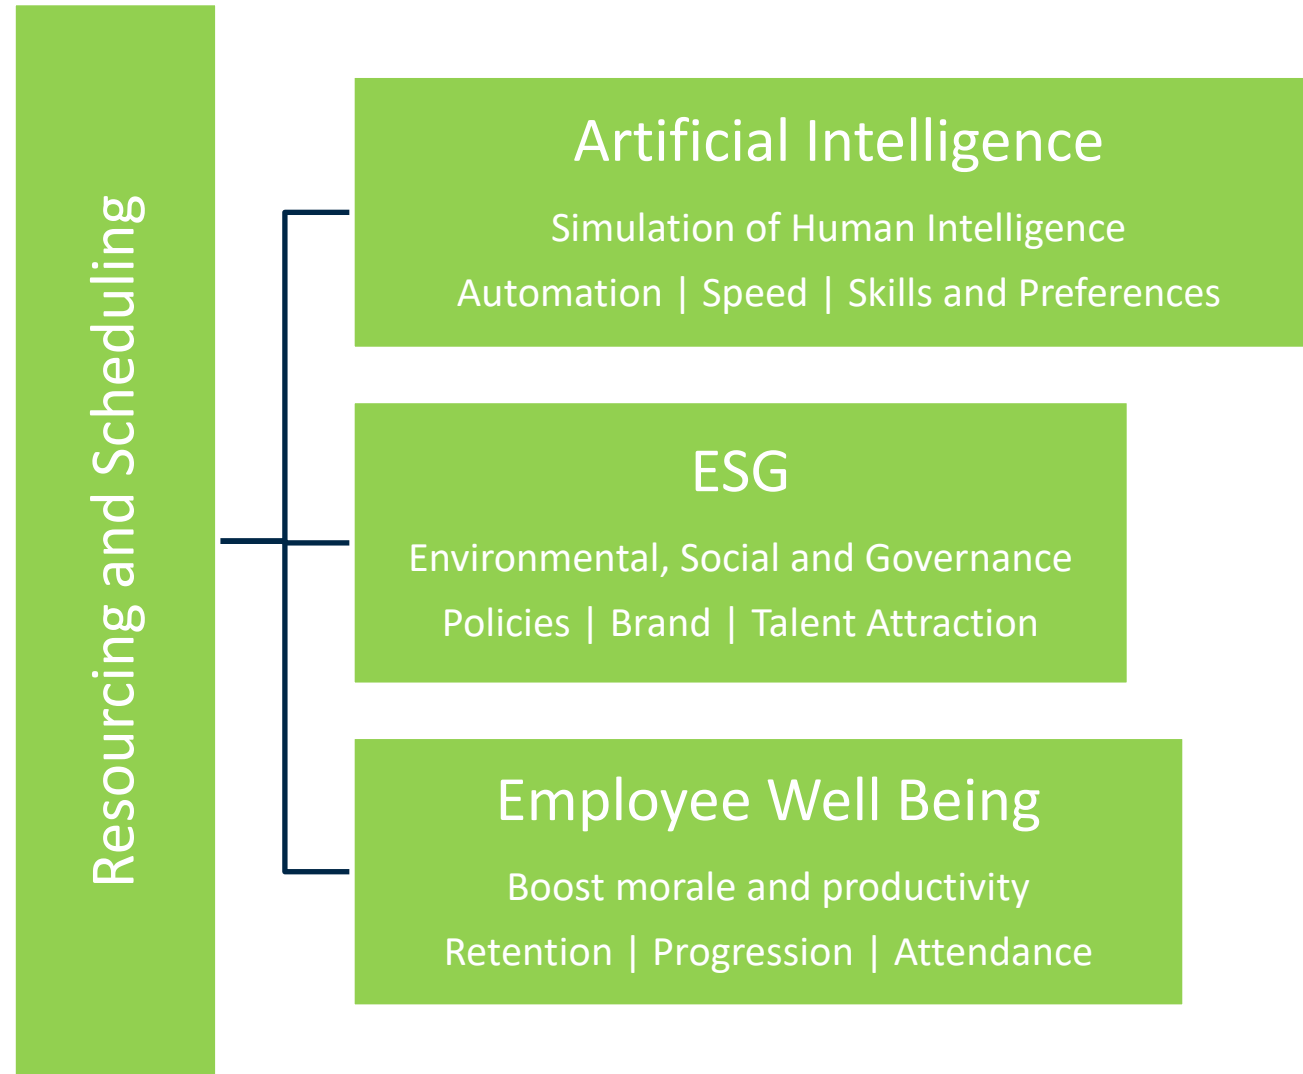 Resourcing and Scheduling
Artificial Intelligence
Simulation of Human Intelligence
Automation | Speed | Skills and Preferences
ESG
Environmental, Social and Governance
Policies | Brand | Talent Attraction
Employee Well Being
Boost morale and productivity
Retention | Progression | Attendance